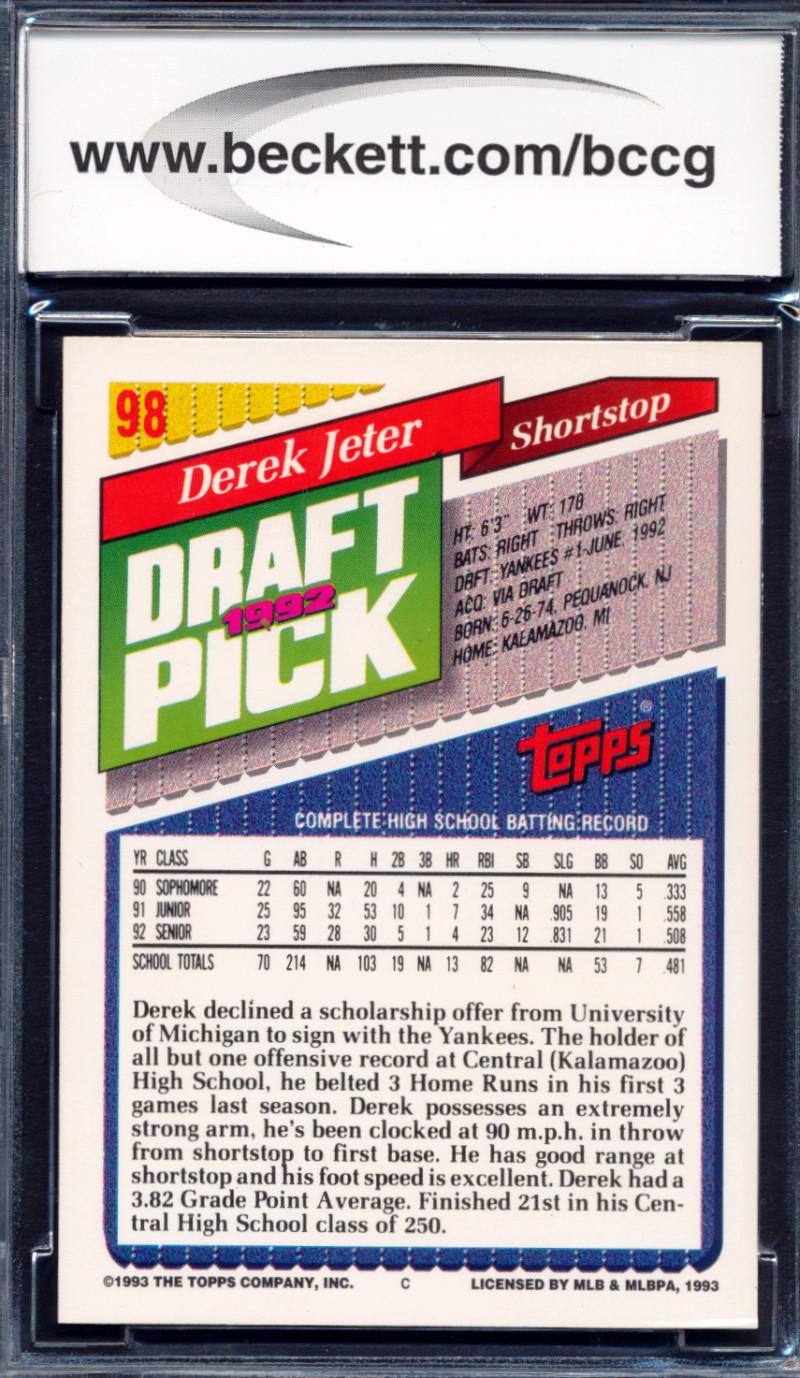 www.beckett.com/bccg
98
Derek Jeter
Shortstop
DRAFT
1992
PICK
HT: 6'3" WT: 178
BATS: RIGHT THROWS: RIGHT
DRFT: YANKEES #1-JUNE, 1992
ACQ: VIA DRAFT
BORN: 6-26-74, PEQUANOCK, NJ
HOME: KALAMAZOO, MI
topps®
COMPLETE HIGH SCHOOL BATTING RECORD
YR CLASS G AB R H 2B 3B HR RBI SB SLG BB SO AVG
90 SOPHOMORE 22 60 NA 20 4 NA 2 25 9 NA 13 5 .333
91 JUNIOR 25 95 32 53 10 1 7 34 NA .905 19 1 .558
92 SENIOR 23 59 28 30 5 1 4 23 12 .831 21 1 .508
SCHOOL TOTALS 70 214 NA 103 19 NA 13 82 NA NA 53 7 .481
Derek declined a scholarship offer from University
of Michigan to sign with the Yankees. The holder of
all but one offensive record at Central (Kalamazoo)
High School, he belted 3 Home Runs in his first 3
games last season. Derek possesses an extremely
strong arm, he's been clocked at 90 m.p.h. in throw
from shortstop to first base. He has good range at
shortstop and his foot speed is excellent. Derek had a
3.82 Grade Point Average. Finished 21st in his Cen-
tral High School class of 250.
©1993 THE TOPPS COMPANY, INC. C LICENSED BY MLB & MLBPA, 1993